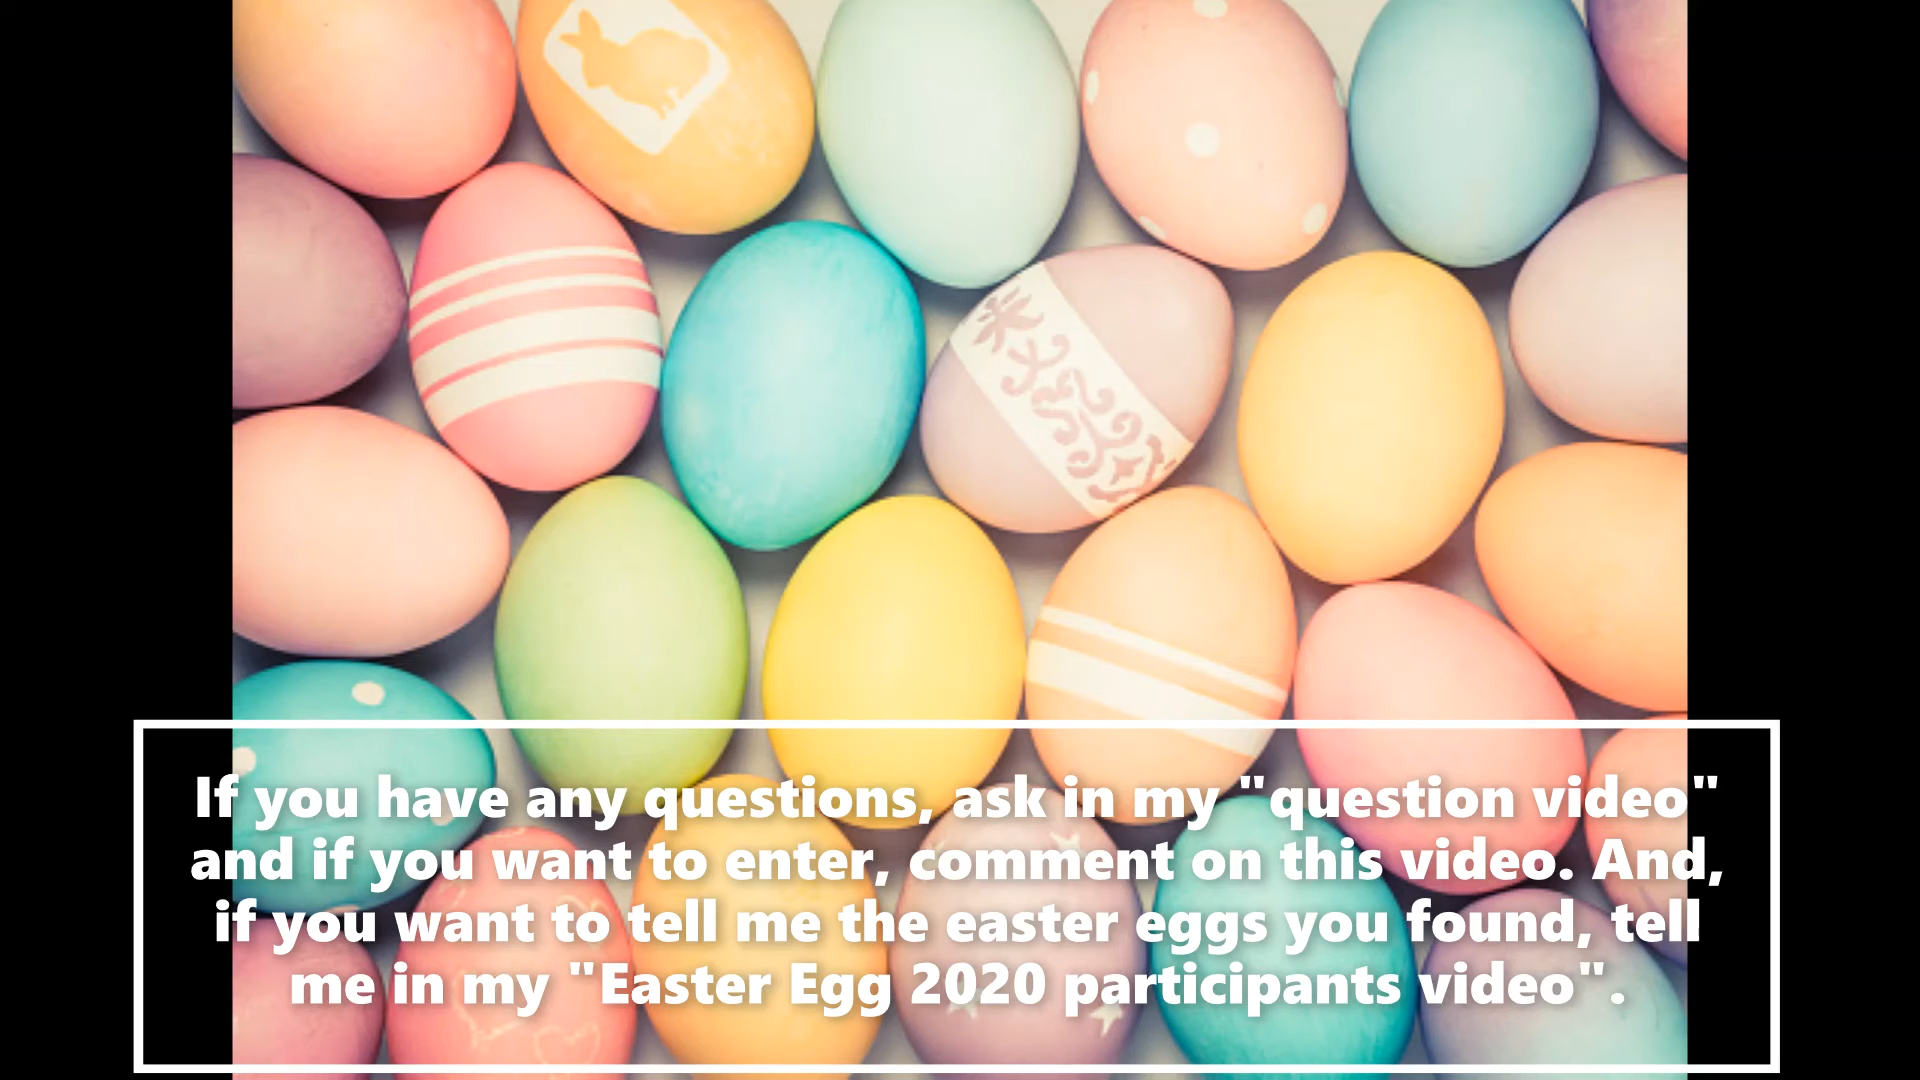 If you have any questions, ask in my "question video"
and if you want to enter, comment on this video. And,
if you want to tell me the easter eggs you found, tell
me in my "Easter Egg 2020 participants video".